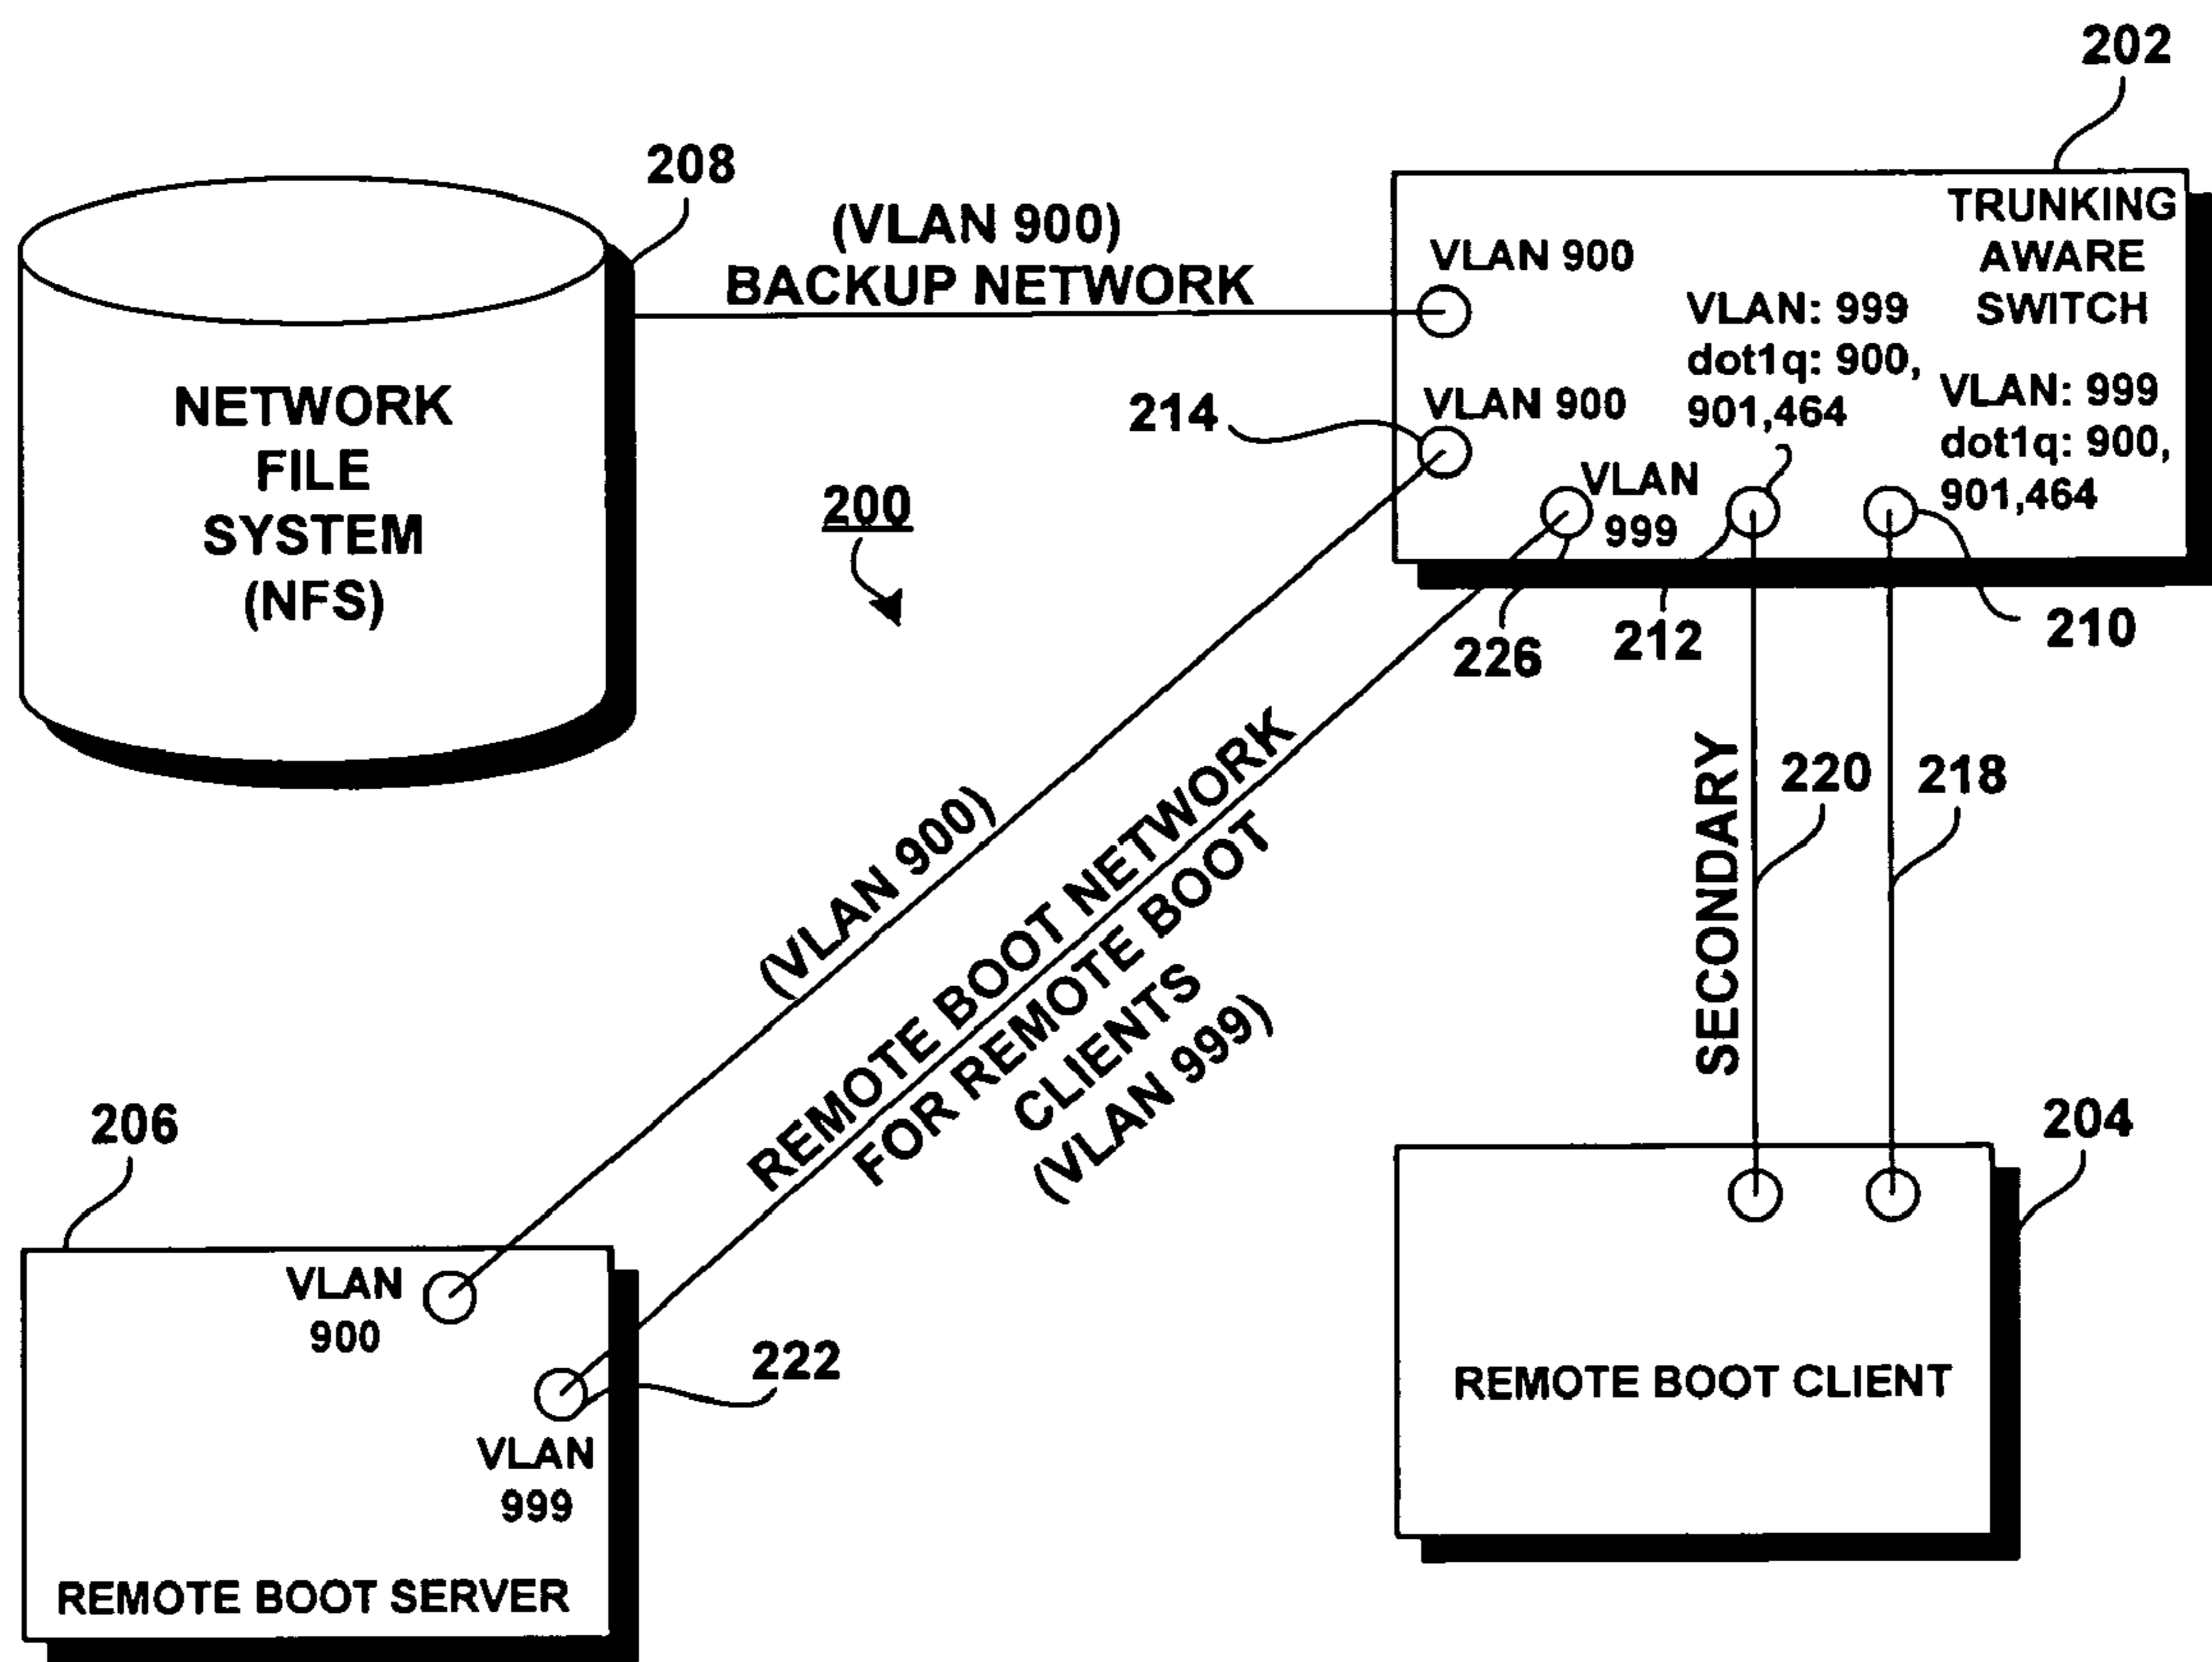 202
208
(VLAN 900)
BACKUP NETWORK
TRUNKING
AWARE
SWITCH
VLAN 900
VLAN: 999
dot1q: 900,
901,464
VLAN: 999
dot1q: 900,
901,464
214
VLAN 900
VLAN
999
NETWORK
FILE
SYSTEM
(NFS)
200
226
212
210
SECONDARY
220
218
(VLAN 900)
REMOTE BOOT NETWORK
FOR REMOTE BOOT
CLIENTS
(VLAN 999)
206
204
VLAN
900
222
VLAN
999
REMOTE BOOT SERVER
REMOTE BOOT CLIENT